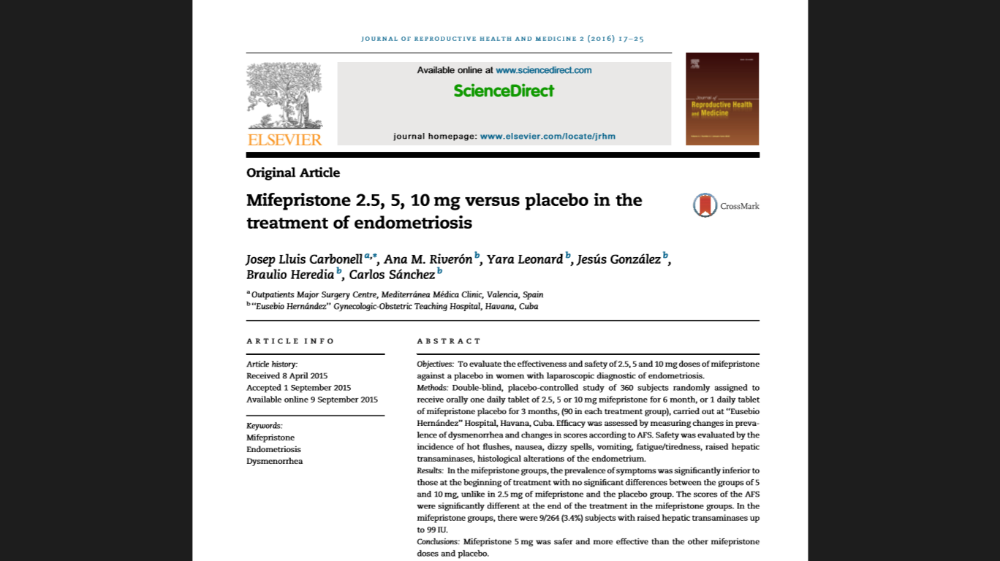 JOURNAL OF REPRODUCTIVE HEALTH AND MEDICINE 2 (2016) 17–25
Available online at www.sciencedirect.com
ScienceDirect
journal homepage: www.elsevier.com/locate/jrhm
ELSEVIER
Journal of
Reproductive Health
and Medicine
Original Article
Mifepristone 2.5, 5, 10 mg versus placebo in the
treatment of endometriosis
CrossMark
Josep Lluis Carbonell a,*, Ana M. Riverón b, Yara Leonard b, Jesús González b,
Braulio Heredia b, Carlos Sánchez b
a Outpatients Major Surgery Centre, Mediterránea Médica Clinic, Valencia, Spain
b "Eusebio Hernández" Gynecologic-Obstetric Teaching Hospital, Havana, Cuba
ARTICLE INFO
Article history:
Received 8 April 2015
Accepted 1 September 2015
Available online 9 September 2015
Keywords:
Mifepristone
Endometriosis
Dysmenorrhea
ABSTRACT
Objectives: To evaluate the effectiveness and safety of 2.5, 5 and 10 mg doses of mifepristone
against a placebo in women with laparoscopic diagnostic of endometriosis.
Methods: Double-blind, placebo-controlled study of 360 subjects randomly assigned to
receive orally one daily tablet of 2.5, 5 or 10 mg mifepristone for 6 month, or 1 daily tablet
of mifepristone placebo for 3 months, (90 in each treatment group), carried out at "Eusebio
Hernández" Hospital, Havana, Cuba. Efficacy was assessed by measuring changes in preva-
lence of dysmenorrhea and changes in scores according to AFS. Safety was evaluated by the
incidence of hot flushes, nausea, dizzy spells, vomiting, fatigue/tiredness, raised hepatic
transaminases, histological alterations of the endometrium.
Results: In the mifepristone groups, the prevalence of symptoms was significantly inferior to
those at the beginning of treatment with no significant differences between the groups of 5
and 10 mg, unlike in 2.5 mg of mifepristone and the placebo group. The scores of the AFS
were significantly different at the end of the treatment in the mifepristone groups. In the
mifepristone groups, there were 9/264 (3.4%) subjects with raised hepatic transaminases up
to 99 IU.
Conclusions: Mifepristone 5 mg was safer and more effective than the other mifepristone
doses and placebo.